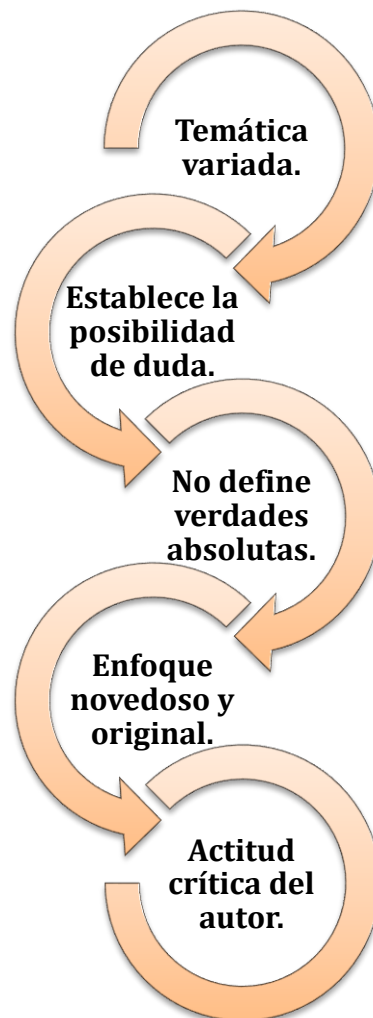 Temática
variada.
Establece la
posibilidad
de duda.
No define
verdades
absolutas.
Enfoque
novedoso y
original.
Actitud
crítica del
autor.